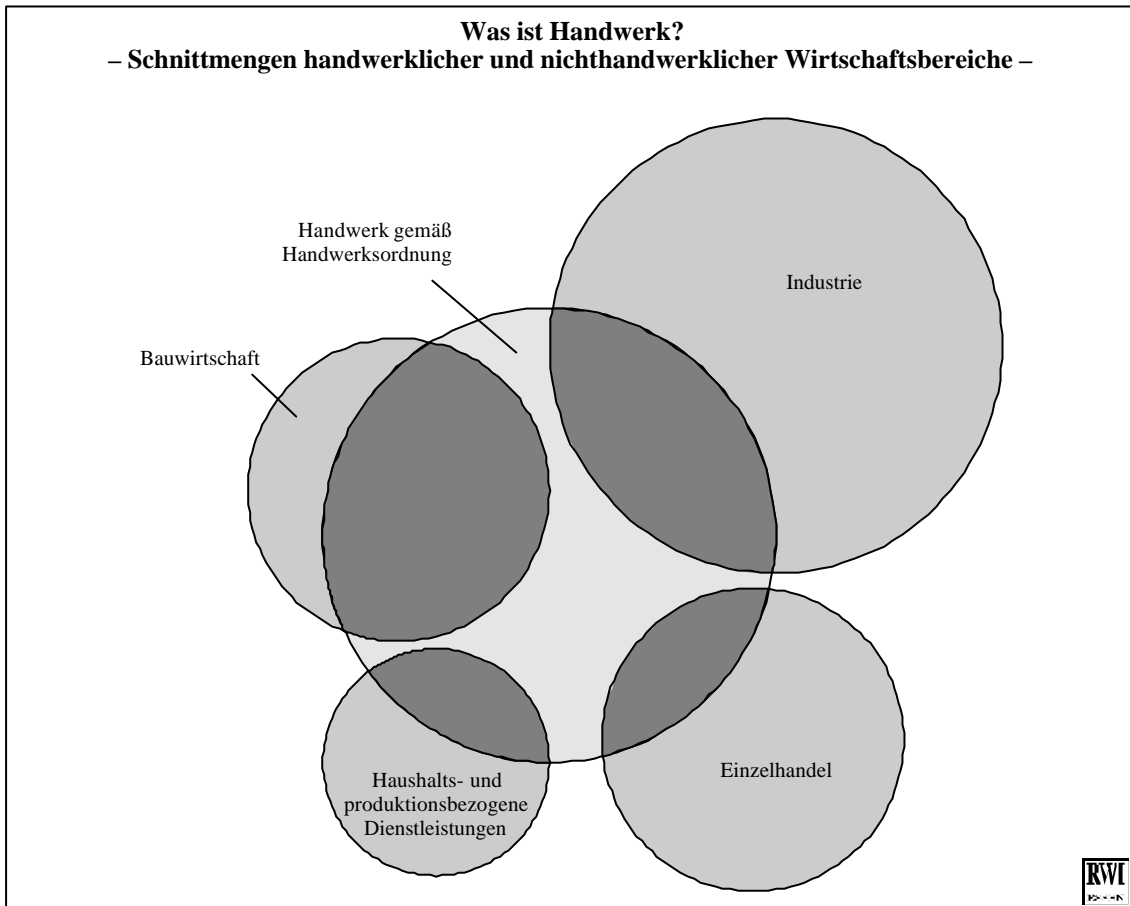 Was ist Handwerk?
– Schnittmengen handwerklicher und nichthandwerklicher Wirtschaftsbereiche –
Handwerk gemäß
Handwerksordnung
Industrie
Bauwirtschaft
Einzelhandel
Haushalts- und
produktionsbezogene
Dienstleistungen
RWI